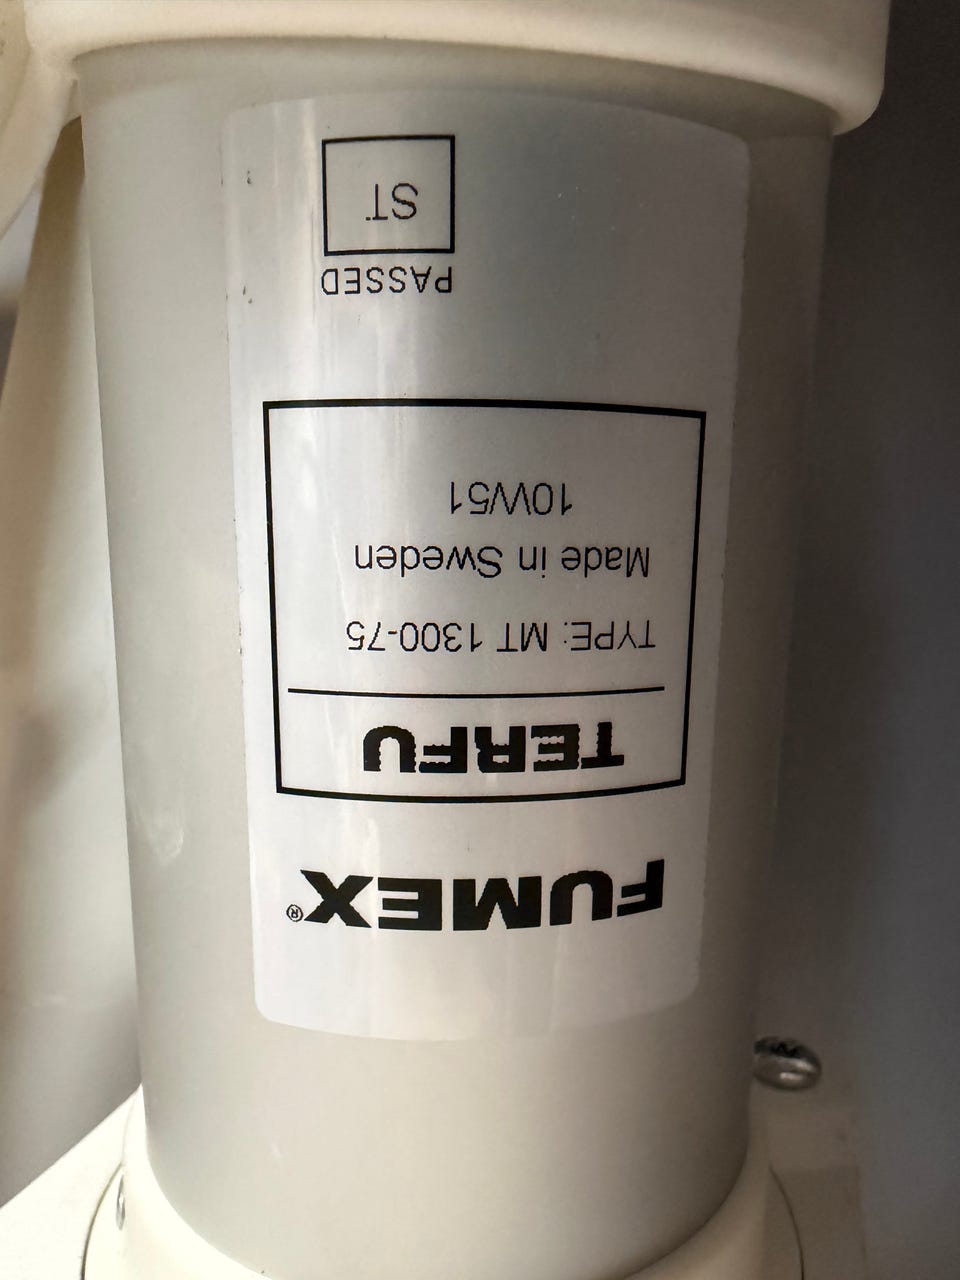 FUMEX®
TERFU
TYPE: MT 1300-75
Made in Sweden
10W51
PASSED
ST